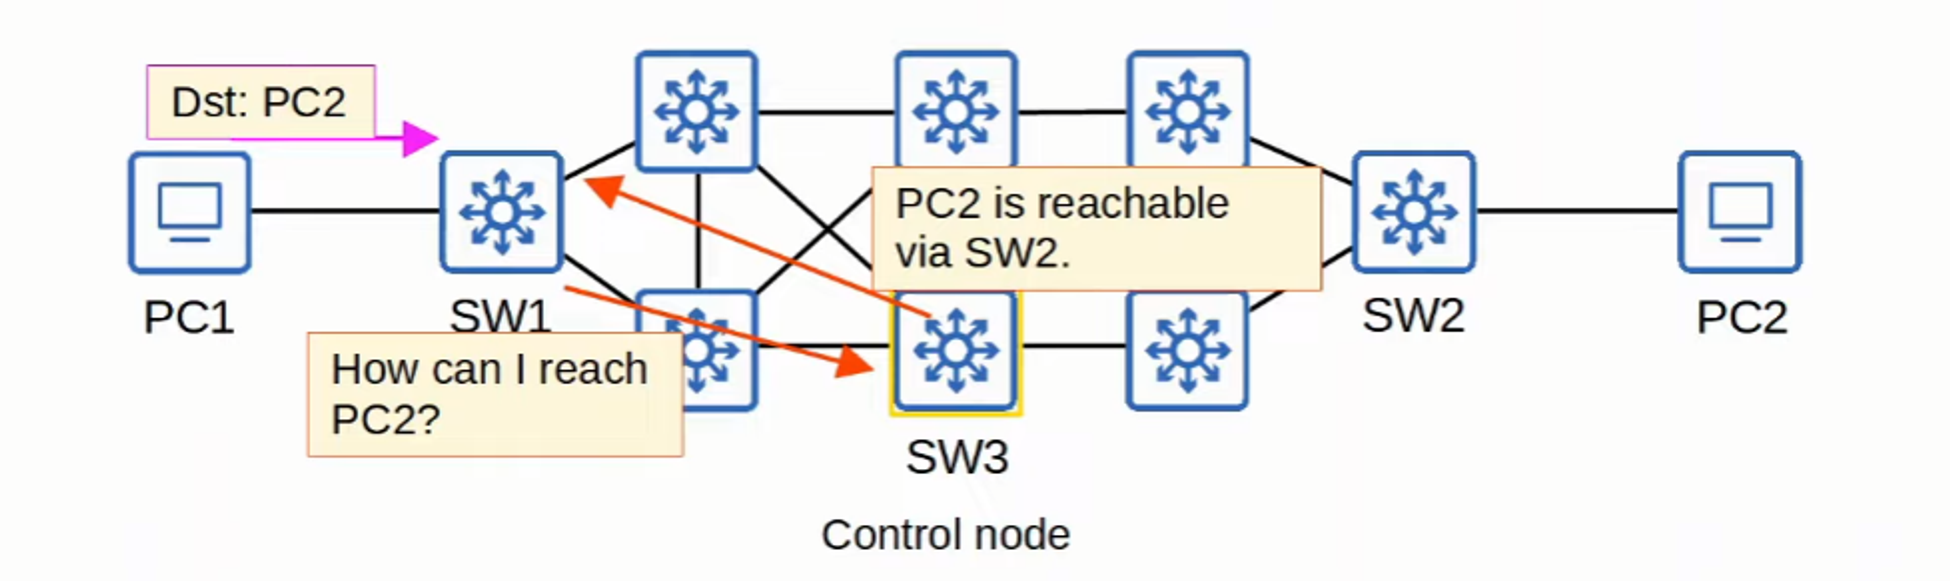 Dst: PC2
PC2 is reachable
via SW2.
PC1
SW1
SW2
PC2
How can I reach
PC2?
SW3
Control node